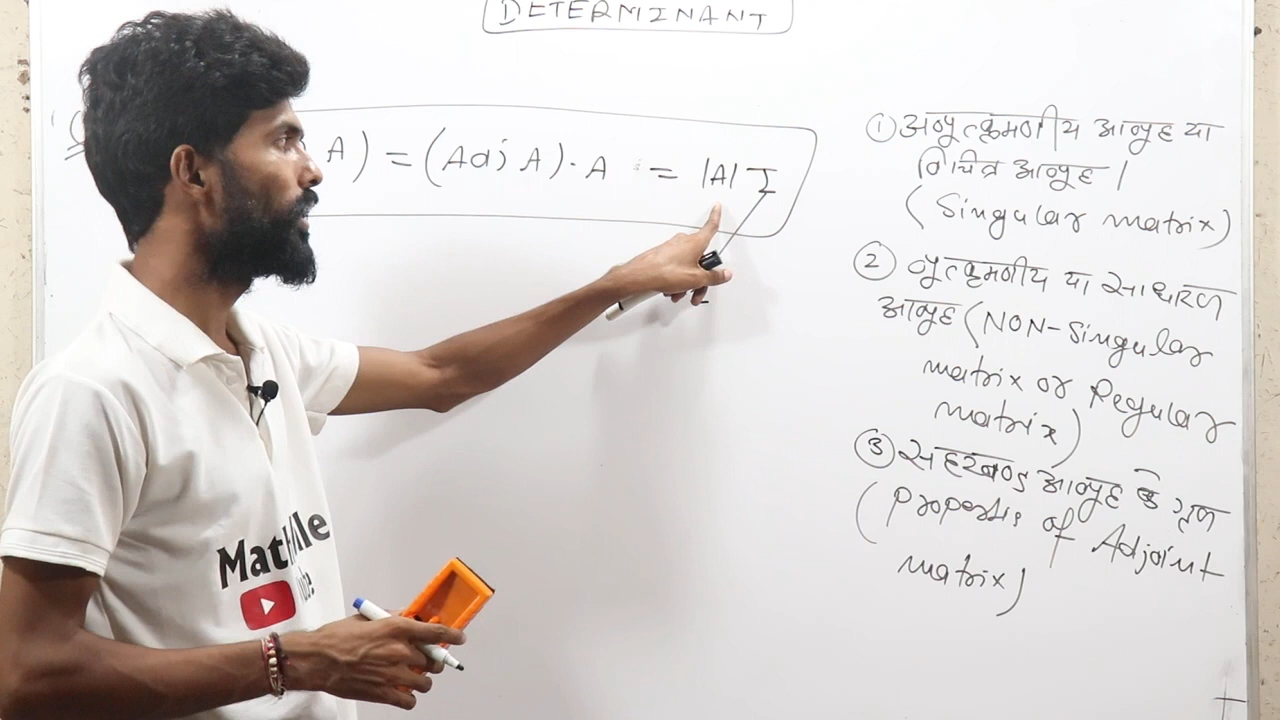 DETERMINANT
A) = (Adj A) · A = |A| I
① अव्युत्क्रमणीय आव्यूह या
विचित्र आव्यूह।
(Singular matrix)
② व्युत्क्रमणीय या साधारण
आव्यूह (NON-Singular
matrix or Regular
matrix)
③ सहखण्ड आव्यूह के गुण
(Properties of Adjoint
matrix)